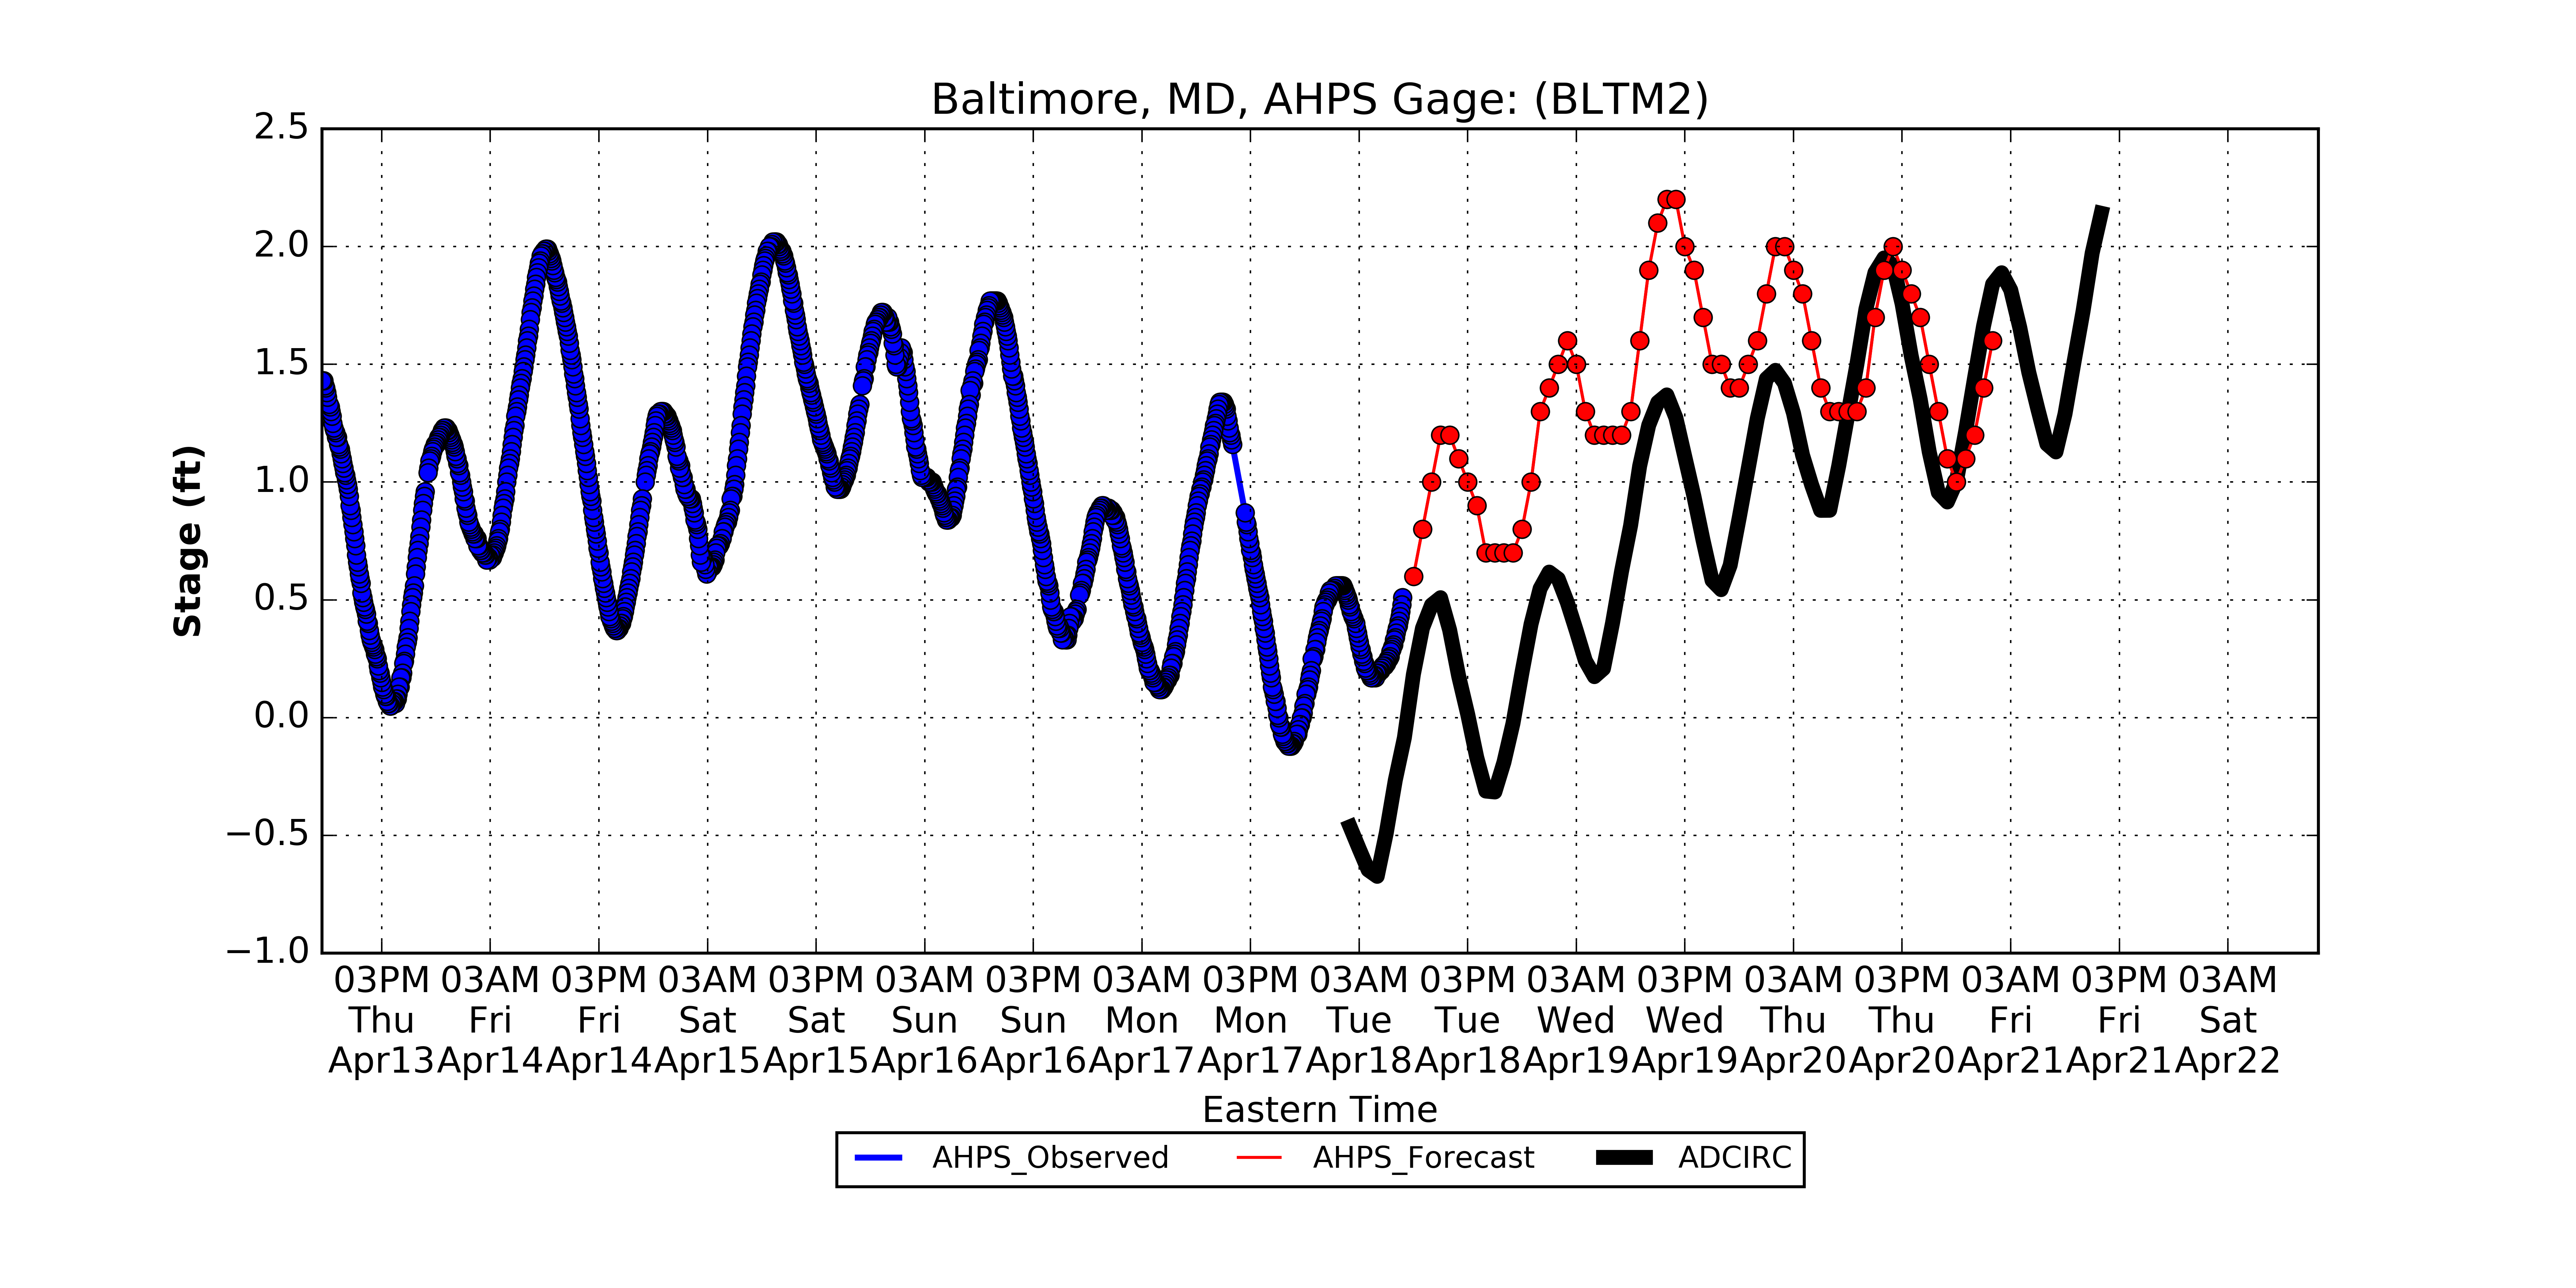 Baltimore, MD, AHPS Gage: (BLTM2)
2.5
2.0
1.5
1.0
0.5
0.0
−0.5
−1.0
Stage (ft)
03PM 03AM 03PM 03AM 03PM 03AM 03PM 03AM 03PM 03AM 03PM 03AM 03PM 03AM 03PM 03AM 03PM 03AM
Thu Fri Fri Sat Sat Sun Sun Mon Mon Tue Tue Wed Wed Thu Thu Fri Fri Sat
Apr13 Apr14 Apr14 Apr15 Apr15 Apr16 Apr16 Apr17 Apr17 Apr18 Apr18 Apr19 Apr19 Apr20 Apr20 Apr21 Apr21 Apr22
Eastern Time
AHPS_Observed AHPS_Forecast ADCIRC